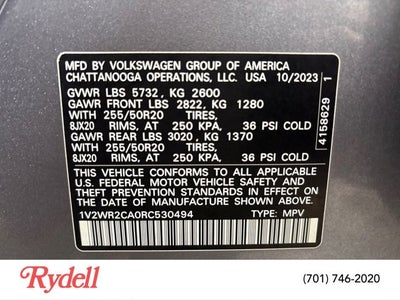 MFD BY VOLKSWAGEN GROUP OF AMERICA
CHATTANOOGA OPERATIONS, LLC. USA 10/2023
GVWR LBS 5732 , KG 2600
GAWR FRONT LBS 2822, KG 1280
WITH 255/50R20 TIRES,
8JX20 RIMS, AT 250 KPA, 36 PSI COLD
GAWR REAR LBS 3020 , KG 1370
WITH 255/50R20 TIRES,
8JX20 RIMS, AT 250 KPA, 36 PSI COLD
THIS VEHICLE CONFORMS TO ALL APPLICABLE
U.S. FEDERAL MOTOR VEHICLE SAFETY AND
THEFT PREVENTION STANDARDS IN EFFECT ON
THE DATE OF MANUFACTURE SHOWN ABOVE.
1V2WR2CA0RC530494 TYPE: MPV
4158629 1
Rydell
(701) 746-2020